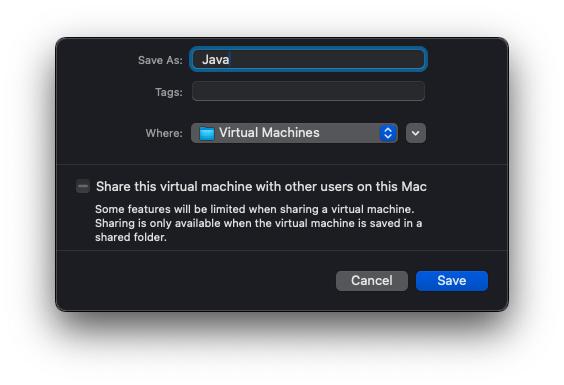 Save As: Java
Tags:
Where: Virtual Machines
Share this virtual machine with other users on this Mac
Some features will be limited when sharing a virtual machine.
Sharing is only available when the virtual machine is saved in a
shared folder.
Cancel Save